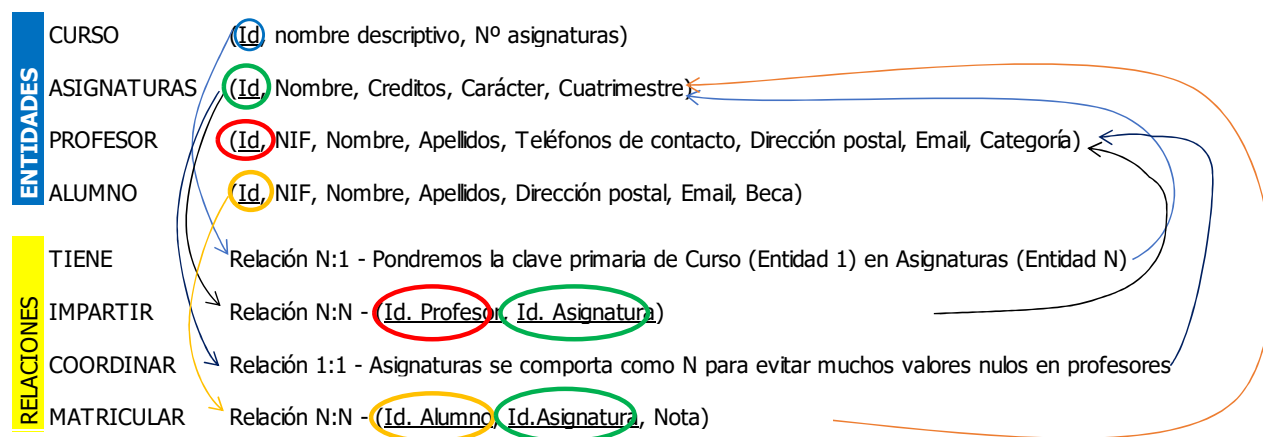 ENTIDADES
CURSO (Id, nombre descriptivo, Nº asignaturas)
ASIGNATURAS (Id, Nombre, Creditos, Carácter, Cuatrimestre)
PROFESOR (Id, NIF, Nombre, Apellidos, Teléfonos de contacto, Dirección postal, Email, Categoría)
ALUMNO (Id, NIF, Nombre, Apellidos, Dirección postal, Email, Beca)
RELACIONES
TIENE Relación N:1 - Pondremos la clave primaria de Curso (Entidad 1) en Asignaturas (Entidad N)
IMPARTIR Relación N:N - (Id. Profesor, Id. Asignatura)
COORDINAR Relación 1:1 - Asignaturas se comporta como N para evitar muchos valores nulos en profesores
MATRICULAR Relación N:N - (Id. Alumno, Id.Asignatura, Nota)